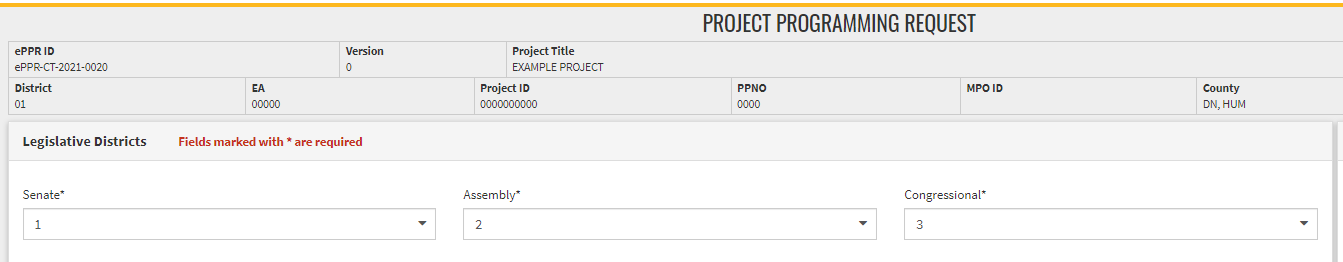 PROJECT PROGRAMMING REQUEST
ePPR ID Version Project Title
ePPR-CT-2021-0020 0 EXAMPLE PROJECT
District EA Project ID PPNO MPO ID County
01 00000 0000000000 0000 DN, HUM
Legislative Districts Fields marked with * are required
Senate* Assembly* Congressional*
1 2 3